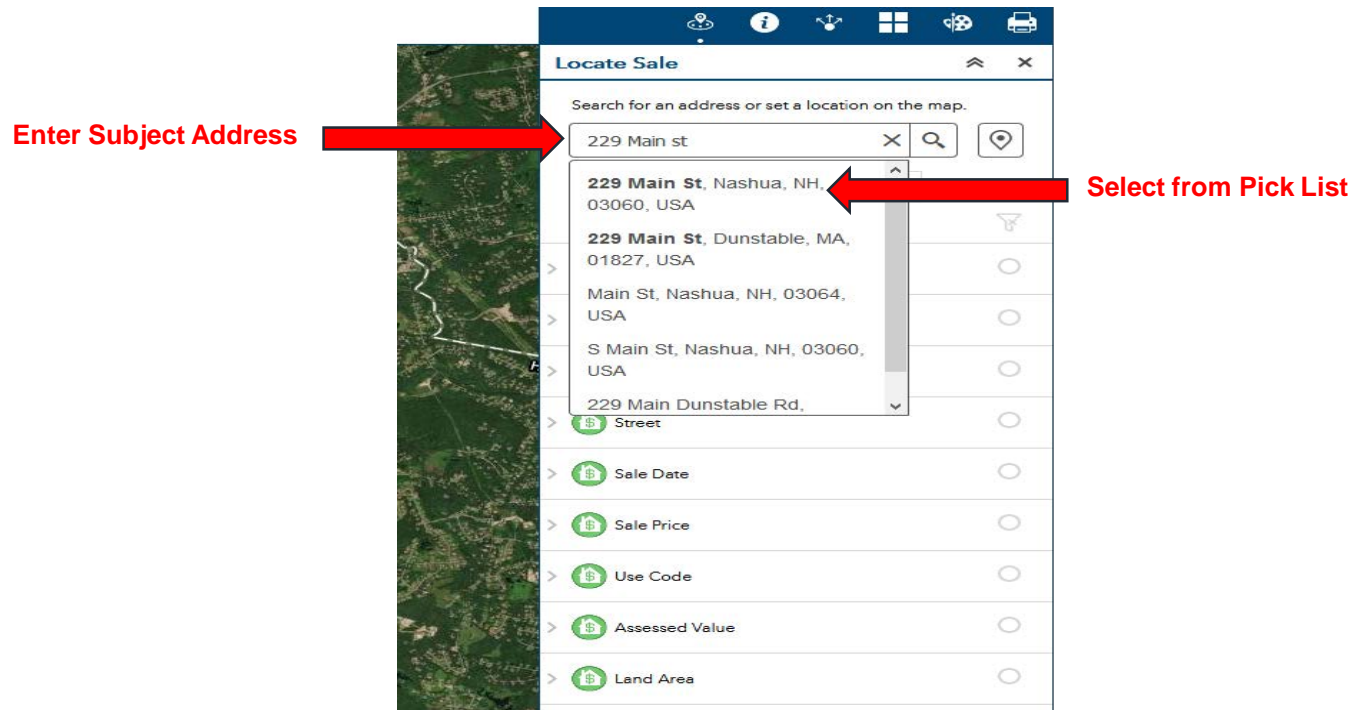 Locate Sale
Search for an address or set a location on the map.
Enter Subject Address
229 Main st
229 Main St, Nashua, NH,
03060, USA
Select from Pick List
229 Main St, Dunstable, MA,
01827, USA
Main St, Nashua, NH, 03064,
USA
S Main St, Nashua, NH, 03060,
USA
229 Main Dunstable Rd,
Street
Sale Date
Sale Price
Use Code
Assessed Value
Land Area